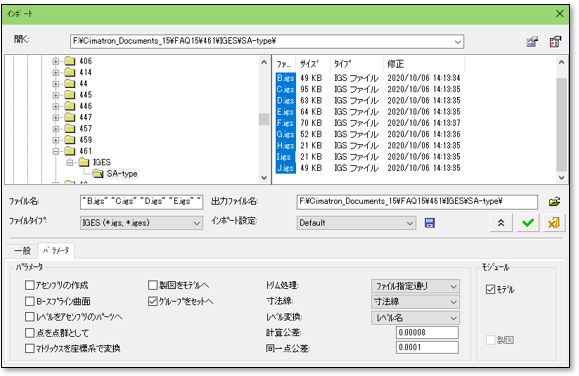 インポート
開く: F:¥Cimatron_Documents_15¥FAQ15¥461¥IGES¥SA-type¥
406
414
44
445
446
447
457
459
461
IGES
SA-type
ファ... サイズ タイプ 修正
B.igs 49 KB IGS ファイル 2020/10/06 14:13:34
C.igs 95 KB IGS ファイル 2020/10/06 14:13:35
D.igs 63 KB IGS ファイル 2020/10/06 14:13:35
E.igs 64 KB IGS ファイル 2020/10/06 14:13:35
F.igs 70 KB IGS ファイル 2020/10/06 14:13:37
G.igs 52 KB IGS ファイル 2020/10/06 14:13:36
H.igs 21 KB IGS ファイル 2020/10/06 14:13:35
I.igs 21 KB IGS ファイル 2020/10/06 14:13:35
J.igs 49 KB IGS ファイル 2020/10/06 14:13:35
ファイル名: "B.igs" "C.igs" "D.igs" "E.igs" " 出力ファイル名: F:¥Cimatron_Documents_15¥FAQ15¥461¥IGES¥SA-type¥
ファイルタイプ: IGES (*.igs, *.iges) インポート設定: Default
一般 パラメータ
パラメータ
アセンブリの作成
B-スプライン曲面
レベルをアセンブリのパーツへ
点を点群として
マトリックスを座標系で変換
製図をモデルへ
グループをセットへ
トリム処理: ファイル指定通り
寸法線: 寸法線
レベル変換: レベル名
計算公差: 0.00008
同一点公差: 0.0001
モジュール
モデル
製図